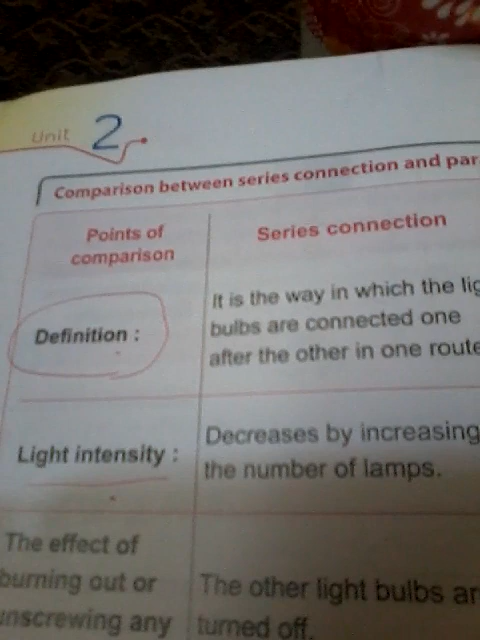 Unit 2
Comparison between series connection and par
Points of comparison
Series connection
Definition :
It is the way in which the lig
bulbs are connected one
after the other in one route
Light intensity :
Decreases by increasing
the number of lamps.
The effect of
burning out or
unscrewing any
The other light bulbs ar
turned off.